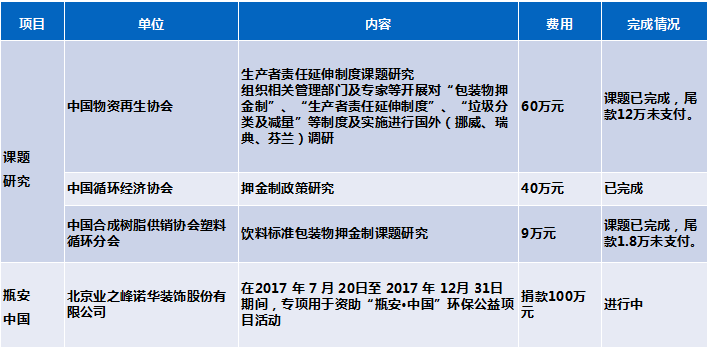 项目 单位 内容 费用 完成情况
课题
研究
中国物资再生协会
生产者责任延伸制度课题研究
组织相关管理部门及专家等开展对“包装物押
金制”、“生产者责任延伸制度”、“垃圾分
类及减量”等制度及实施进行国外（挪威、瑞
典、芬兰）调研
60万元
课题已完成，尾
款12万未支付。
中国循环经济协会 押金制政策研究 40万元 已完成
中国合成树脂供销协会塑料
循环分会
饮料标准包装物押金制课题研究
9万元
课题已完成，尾
款1.8万未支付。
瓶安
中国
北京业之峰诺华装饰股份有
限公司
在2017 年 7 月 20日至 2017 年 12月 31日
期间，专项用于资助“瓶安·中国”环保公益项
目活动
捐款100万
元
进行中